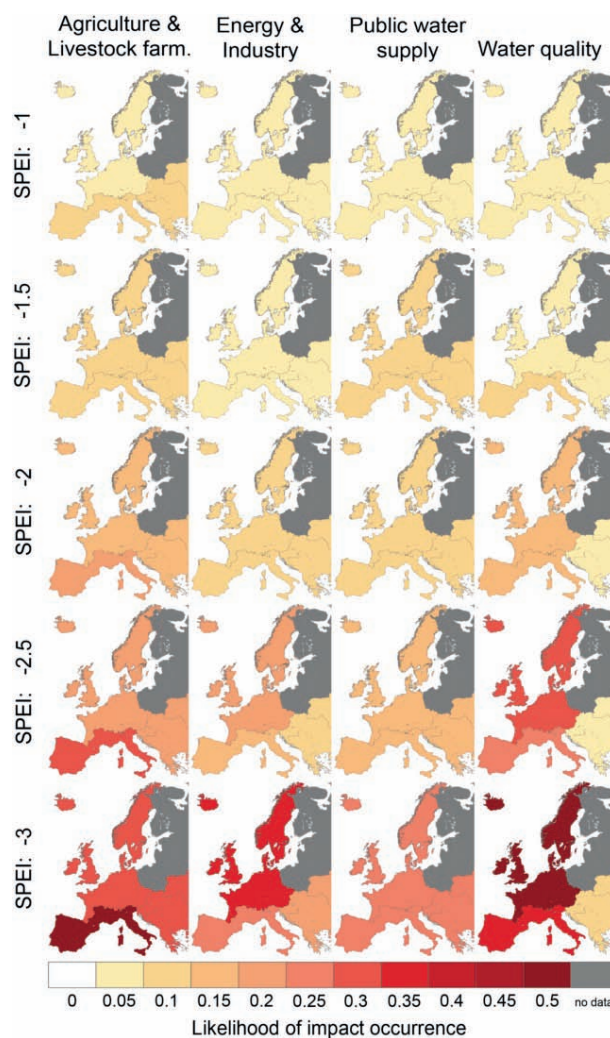 Agriculture &
Livestock farm.
Energy &
Industry
Public water
supply
Water quality
SPEI: -1
SPEI: -1.5
SPEI: -2
SPEI: -2.5
SPEI: -3
0 0.05 0.1 0.15 0.2 0.25 0.3 0.35 0.4 0.45 0.5 no data
Likelihood of impact occurrence